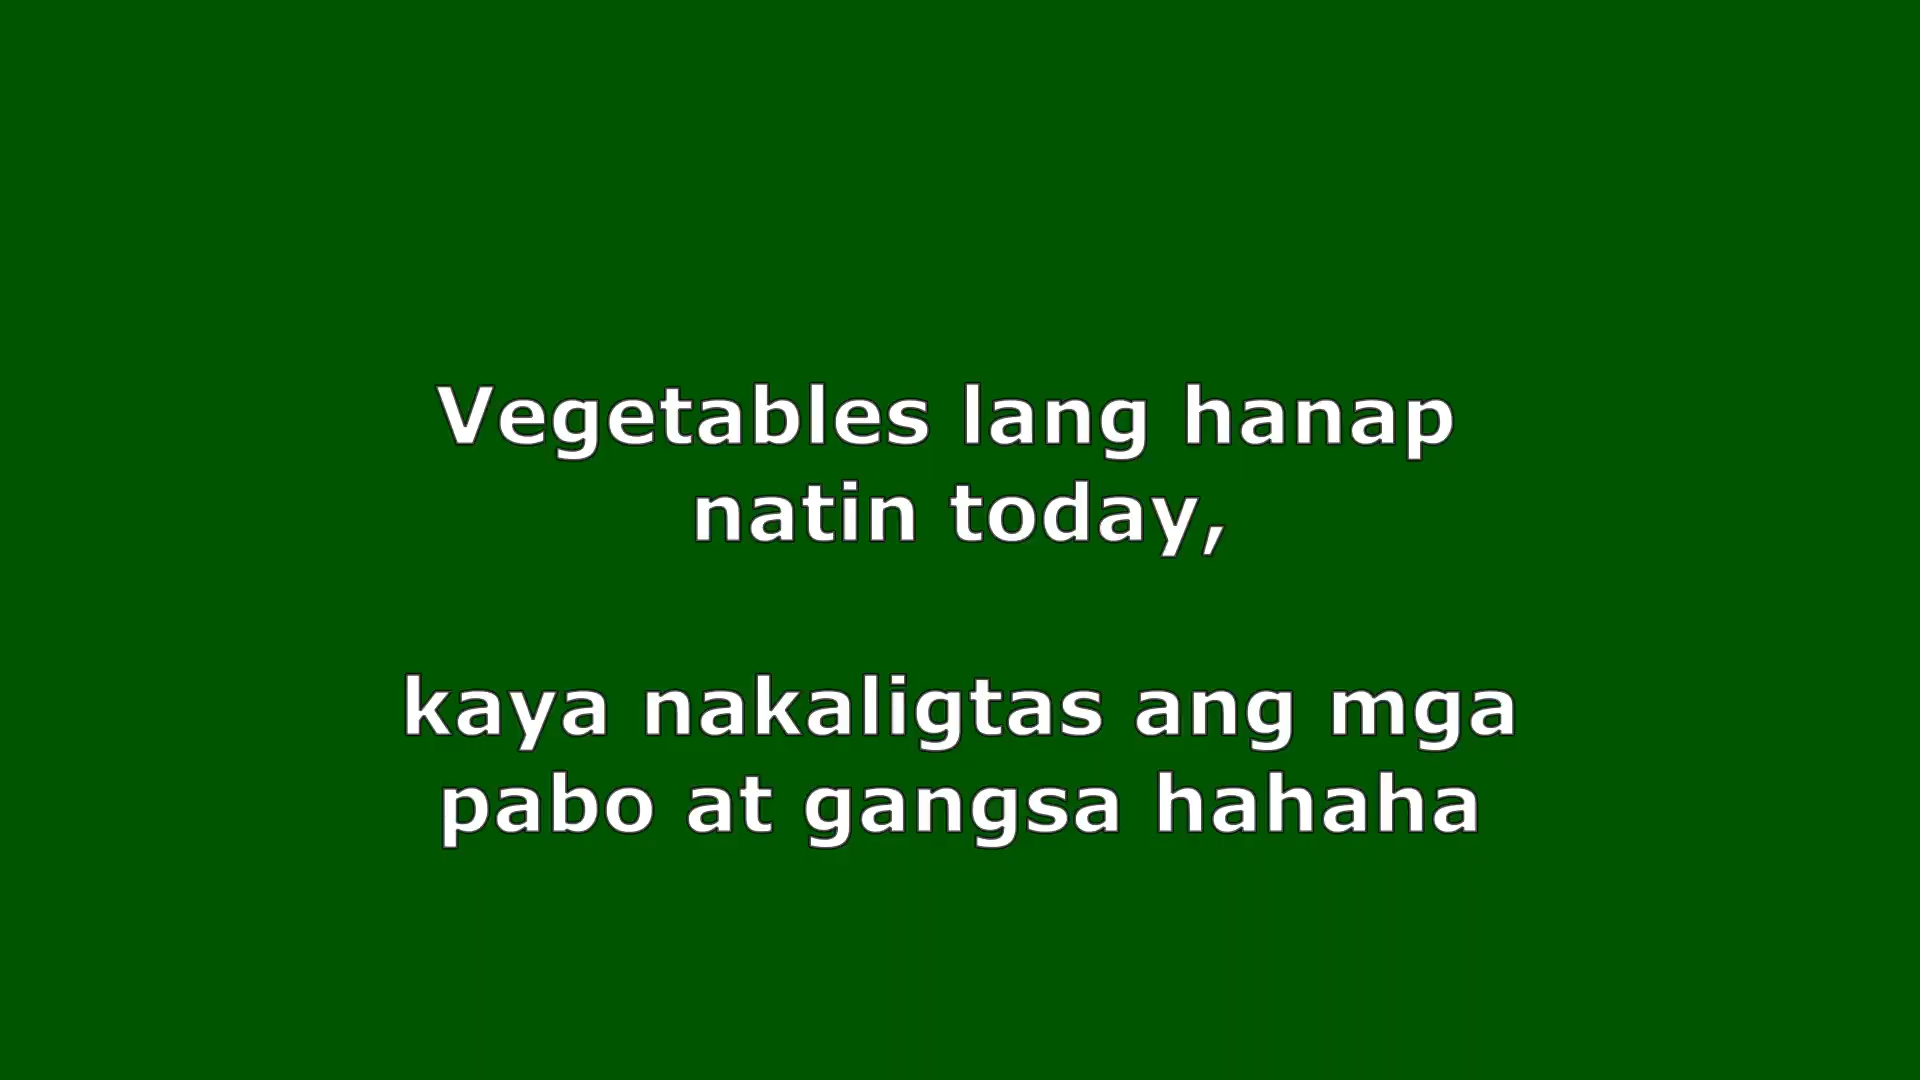 Vegetables lang hanap
natin today,
kaya nakaligtas ang mga
pabo at gangsa hahaha